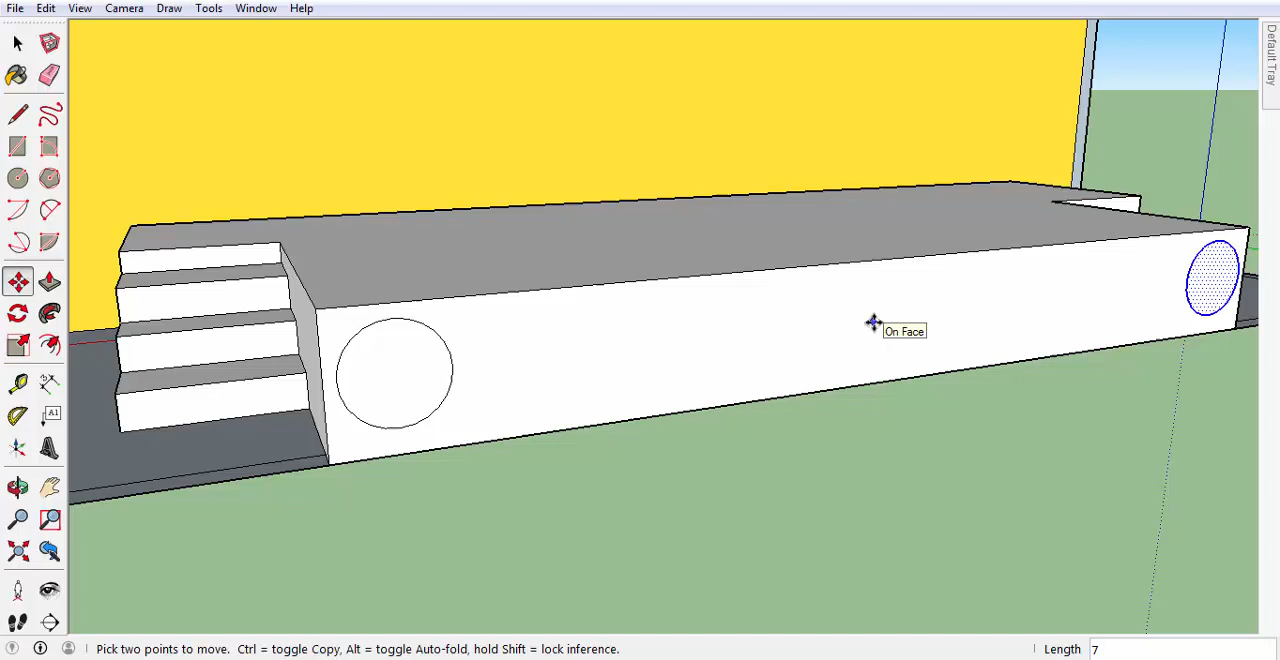 File Edit View Camera Draw Tools Window Help
Default Tray
On Face
A1
Pick two points to move. Ctrl = toggle Copy, Alt = toggle Auto-fold, hold Shift = lock inference.
Length 7